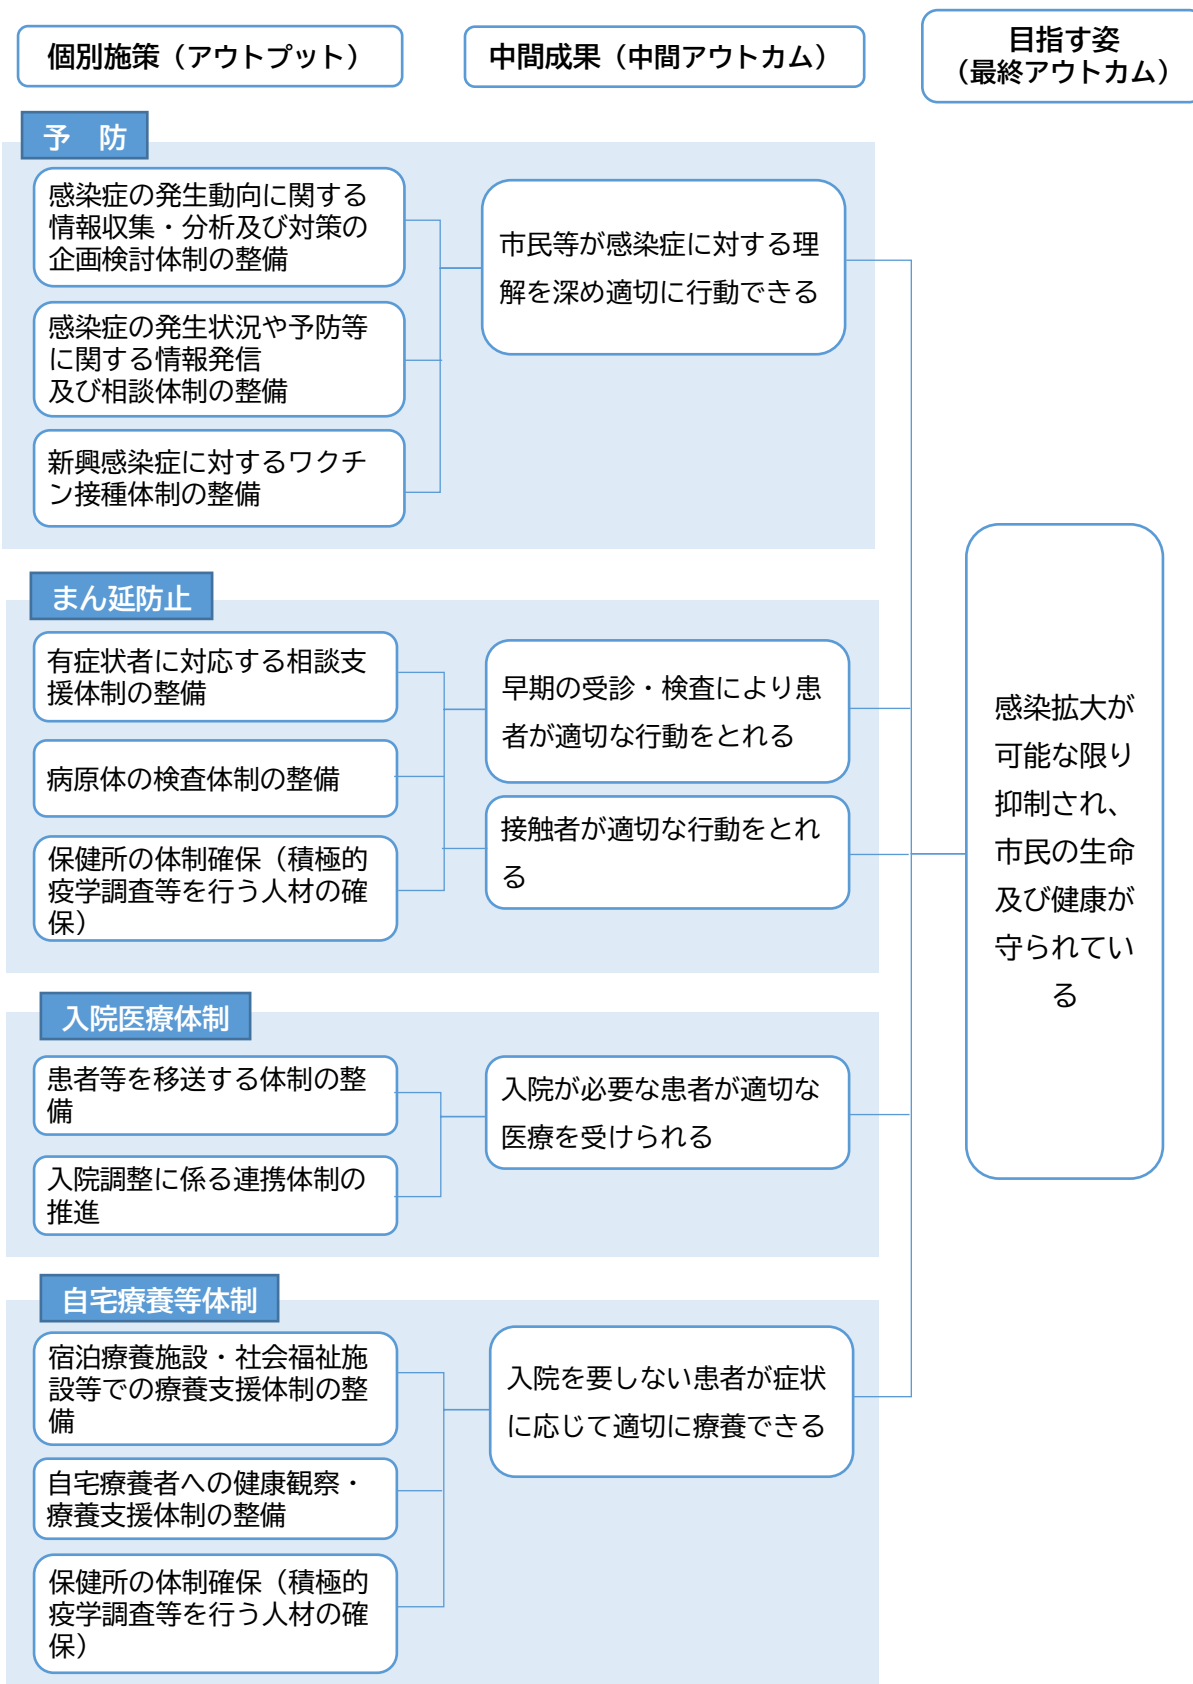 個別施策（アウトプット）
中間成果（中間アウトカム）
目指す姿
（最終アウトカム）
予　防
感染症の発生動向に関する
情報収集・分析及び対策の
企画検討体制の整備
感染症の発生状況や予防等
に関する情報発信
及び相談体制の整備
新興感染症に対するワクチ
ン接種体制の整備
市民等が感染症に対する理
解を深め適切に行動できる
まん延防止
有症状者に対応する相談支
援体制の整備
病原体の検査体制の整備
保健所の体制確保（積極的
疫学調査等を行う人材の確
保）
早期の受診・検査により患
者が適切な行動をとれる
接触者が適切な行動をとれ
る
入院医療体制
患者等を移送する体制の整
備
入院調整に係る連携体制の
推進
入院が必要な患者が適切な
医療を受けられる
自宅療養等体制
宿泊療養施設・社会福祉施
設等での療養支援体制の整
備
自宅療養者への健康観察・
療養支援体制の整備
保健所の体制確保（積極的
疫学調査等を行う人材の確
保）
入院を要しない患者が症状
に応じて適切に療養できる
感染拡大が
可能な限り
抑制され、
市民の生命
及び健康が
守られてい
る